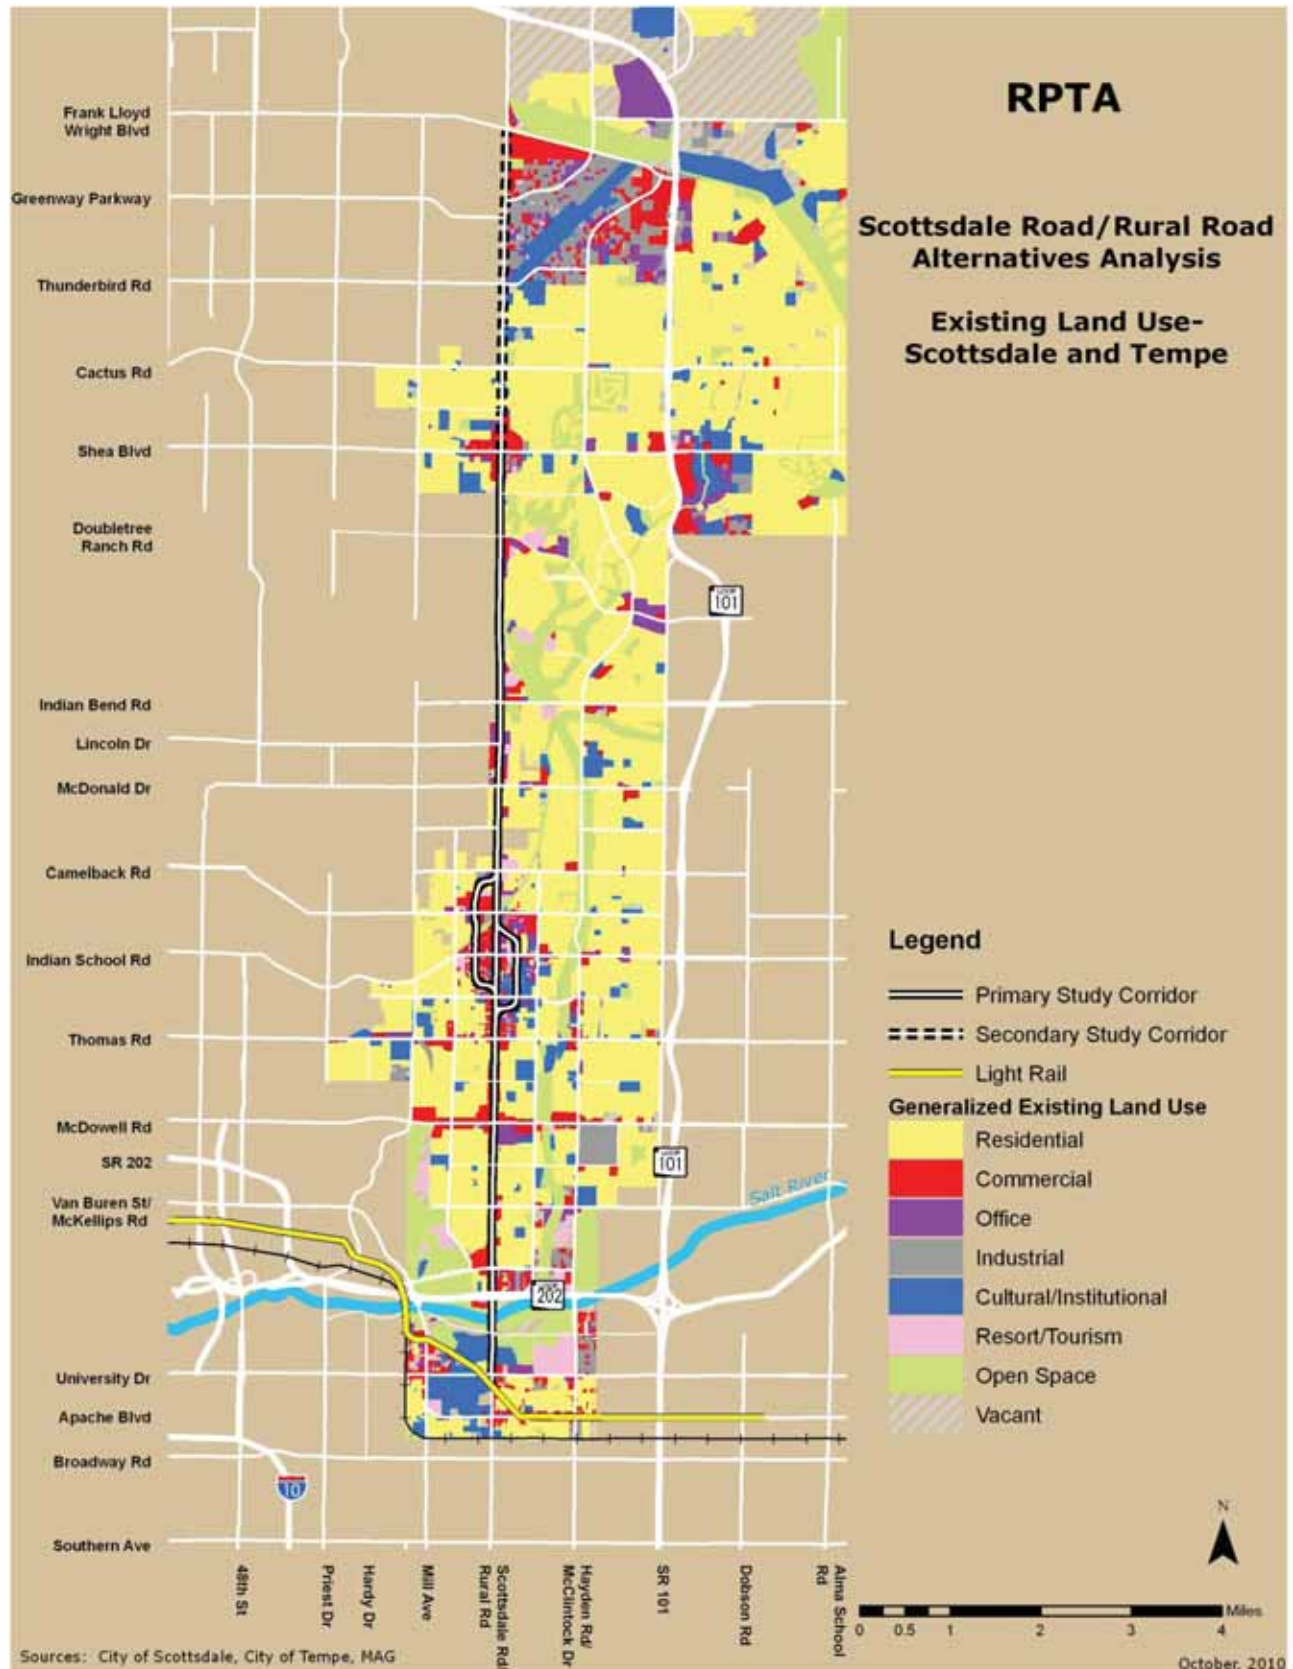 RPTA
Scottsdale Road/Rural Road
Alternatives Analysis
Existing Land Use-
Scottsdale and Tempe
Frank Lloyd
Wright Blvd
Greenway Parkway
Thunderbird Rd
Cactus Rd
Shea Blvd
Doubletree
Ranch Rd
LOOP
101
Indian Bend Rd
Lincoln Dr
McDonald Dr
Camelback Rd
Indian School Rd
Thomas Rd
McDowell Rd
SR 202
LOOP
101
Van Buren St/
McKellips Rd
Salt River
LOOP
202
University Dr
Apache Blvd
Broadway Rd
10
Southern Ave
48th St
Priest Dr
Hardy Dr
Mill Ave
Scottsdale Rd/
Rural Rd
Hayden Rd/
McClintock Dr
SR 101
Dobson Rd
Alma School
Rd
Legend
Primary Study Corridor
Secondary Study Corridor
Light Rail
Generalized Existing Land Use
Residential
Commercial
Office
Industrial
Cultural/Institutional
Resort/Tourism
Open Space
Vacant
N
Miles
0 0.5 1 2 3 4
Sources: City of Scottsdale, City of Tempe, MAG
October, 2010